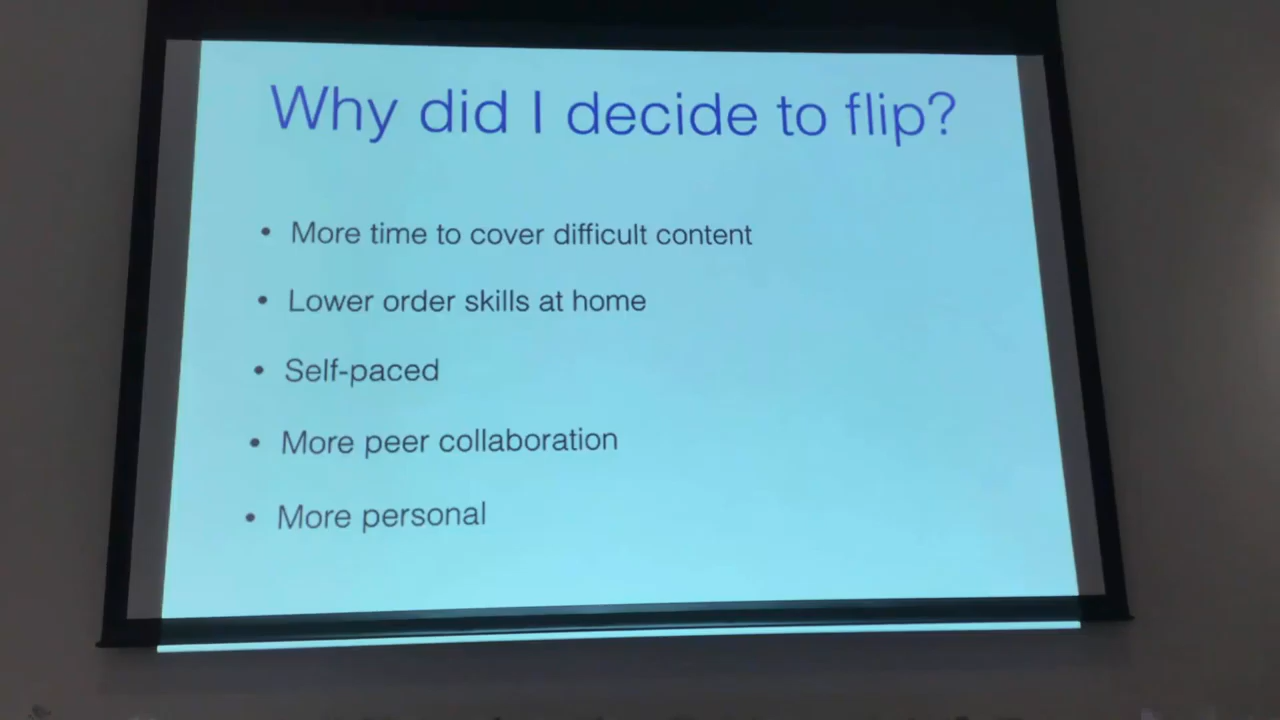 Why did I decide to flip?
• More time to cover difficult content
• Lower order skills at home
• Self-paced
• More peer collaboration
• More personal